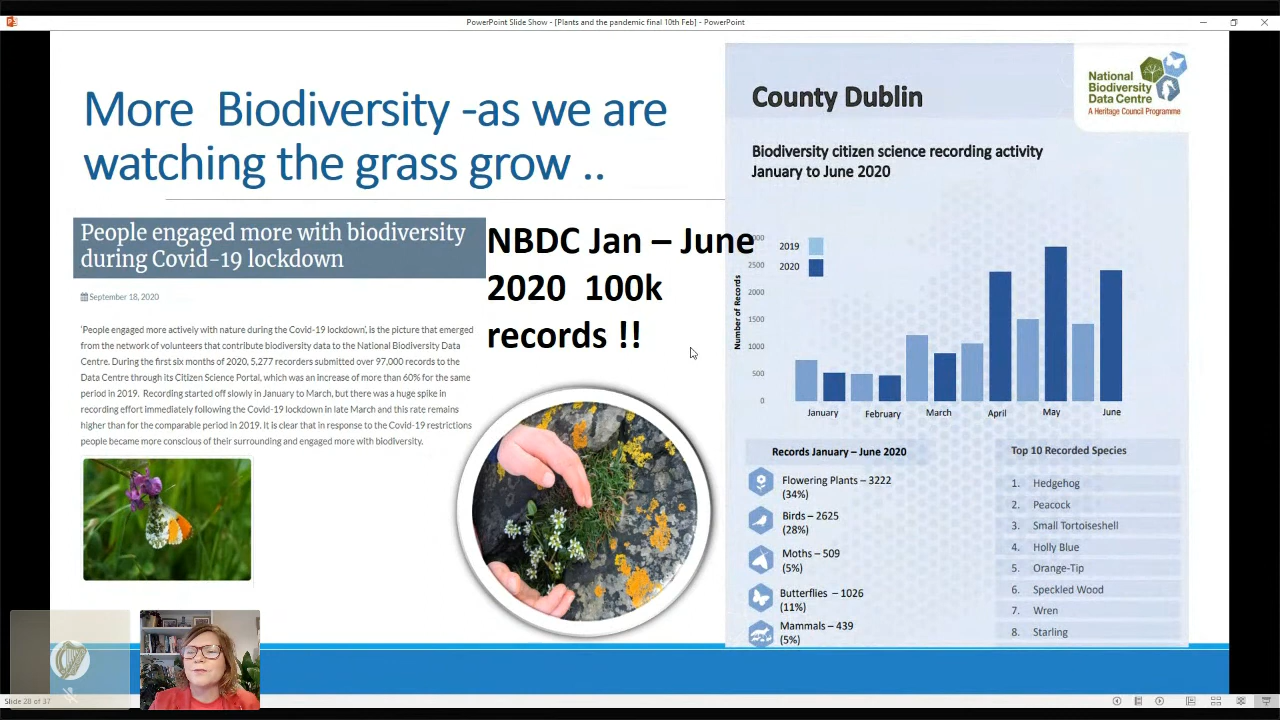 PowerPoint Slide Show - [Plants and the pandemic final 10th Feb] - PowerPoint
More Biodiversity -as we are
watching the grass grow ..
People engaged more with biodiversity
during Covid-19 lockdown
September 18, 2020
'People engaged more actively with nature during the Covid-19 lockdown', is the picture that emerged
from the network of volunteers that contribute biodiversity data to the National Biodiversity Data
Centre. During the first six months of 2020, 5,277 recorders submitted over 97,000 records to the
Data Centre through its Citizen Science Portal, which was an increase of more than 60% for the same
period in 2019. Recording started off slowly in January to March, but there was a huge spike in
recording effort immediately following the Covid-19 lockdown in late March and this rate remains
higher than for the comparable period in 2019. It is clear that in response to the Covid-19 restrictions
people became more conscious of their surrounding and engaged more with biodiversity.
NBDC Jan – June
2020 100k
records !!
County Dublin
National
Biodiversity
Data Centre
A Heritage Council Programme
Biodiversity citizen science recording activity
January to June 2020
2019
2020
Number of Records
2500
2000
1500
1000
500
0
January February March April May June
Records January – June 2020
Flowering Plants – 3222
(34%)
Birds – 2625
(28%)
Moths – 509
(5%)
Butterflies – 1026
(11%)
Mammals – 439
(5%)
Top 10 Recorded Species
1. Hedgehog
2. Peacock
3. Small Tortoiseshell
4. Holly Blue
5. Orange-Tip
6. Speckled Wood
7. Wren
8. Starling
Slide 28 of 37